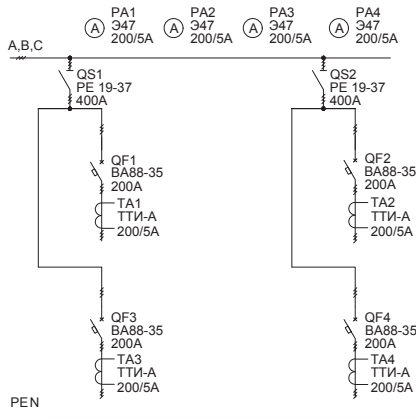 PA1
Э47
200/5A
A
PA2
Э47
200/5A
A
PA3
Э47
200/5A
A
PA4
Э47
200/5A
A
A,B,C
QS1
PE 19-37
400A
QS2
PE 19-37
400A
QF1
BA88-35
200A
TA1
ТТИ-А
200/5A
QF2
BA88-35
200A
TA2
ТТИ-А
200/5A
QF3
BA88-35
200A
TA3
ТТИ-А
200/5A
QF4
BA88-35
200A
TA4
ТТИ-А
200/5A
PEN